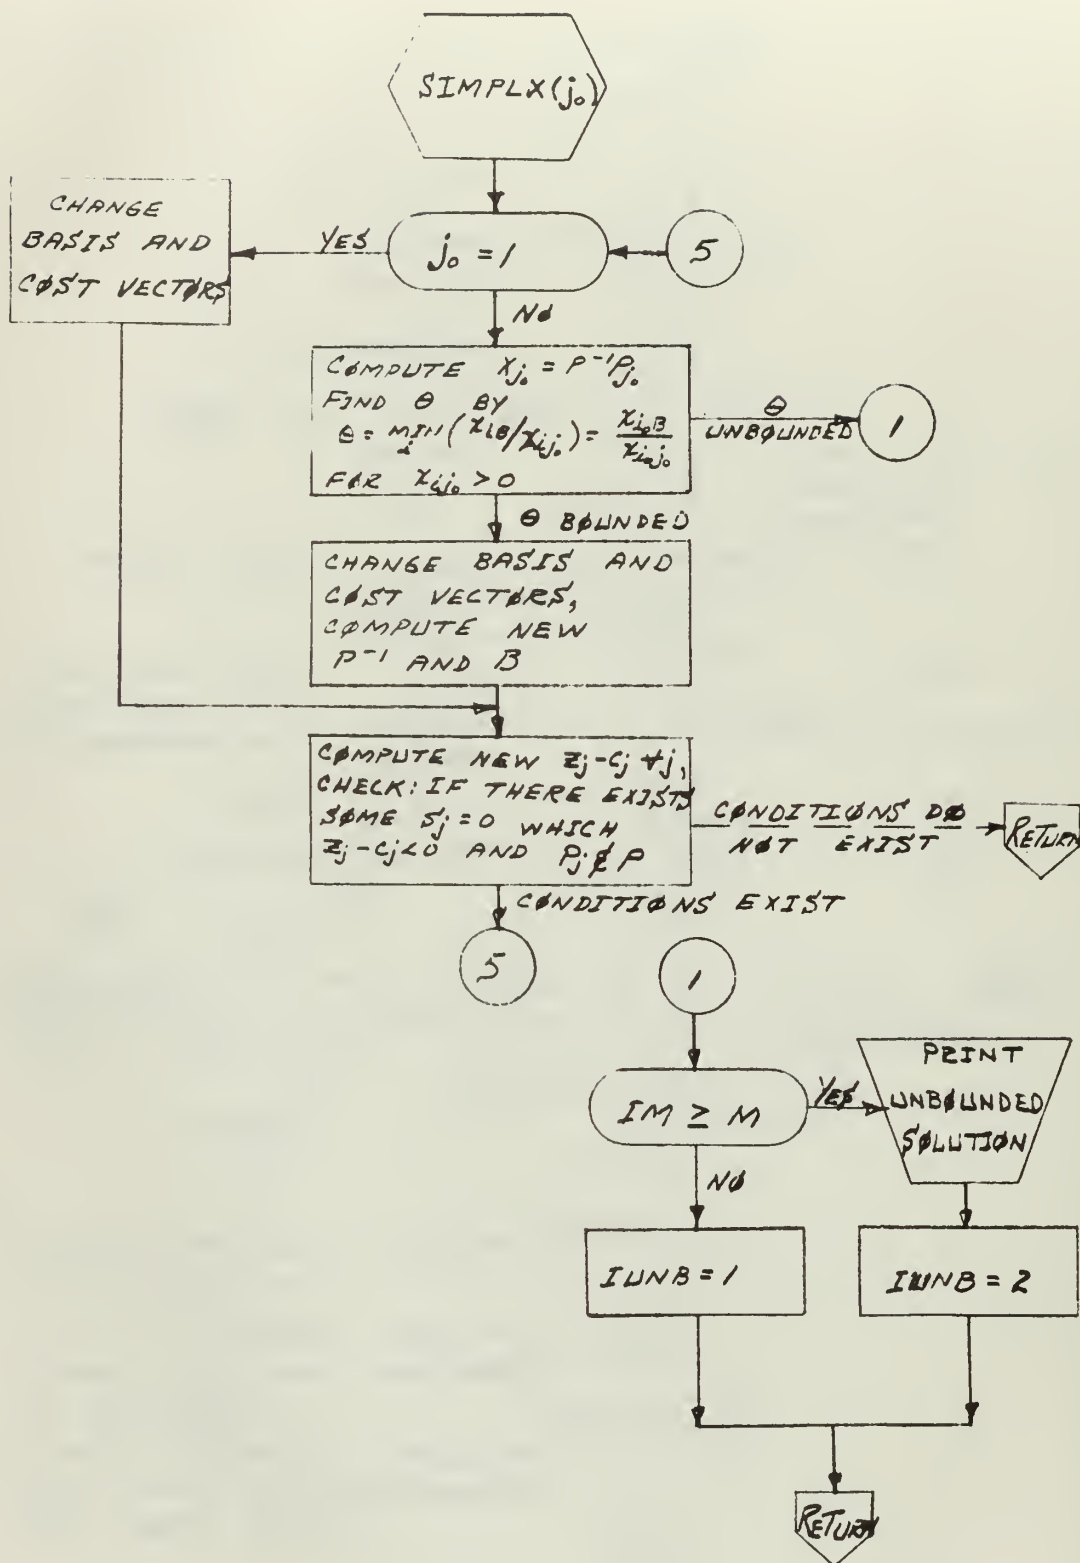 SIMPLX(j₀)
CHANGE
BASIS AND
CØST VECTØRS
YES
j₀ = 1
5
NØ
CØMPUTE X_j₀ = P⁻¹P_j₀
FIND Θ BY
Θ = MIN_i (x_iB/x_ij₀) = x_i₀B/x_i₀j₀
FØR x_ij₀ > 0
Θ
UNBØUNDED
1
Θ BØUNDED
CHANGE BASIS AND
CØST VECTØRS,
CØMPUTE NEW
P⁻¹ AND B
CØMPUTE NEW z_j-c_j ∀j,
CHECK: IF THERE EXISTS
SØME S_j = 0 WHICH
z_j-c_j<0 AND P_j∉P
CØNDITIØNS DØ
NØT EXIST
RETURN
CØNDITIØNS EXIST
5
1
IM ≥ M
YES
PRINT
UNBØUNDED
SØLUTIØN
NØ
IUNB = 1
IUNB = 2
RETURN